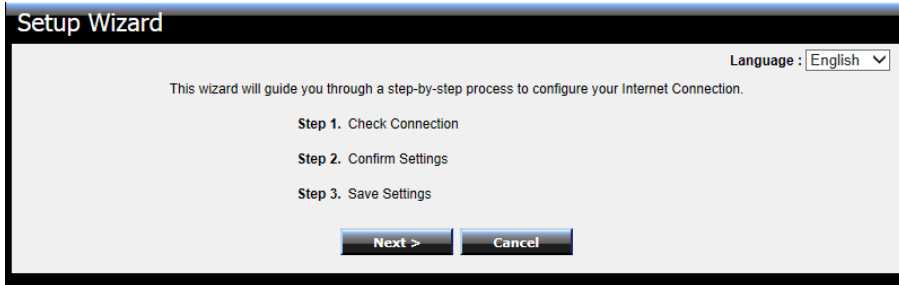 Setup Wizard
Language : English
This wizard will guide you through a step-by-step process to configure your Internet Connection.
Step 1. Check Connection
Step 2. Confirm Settings
Step 3. Save Settings
Next > Cancel